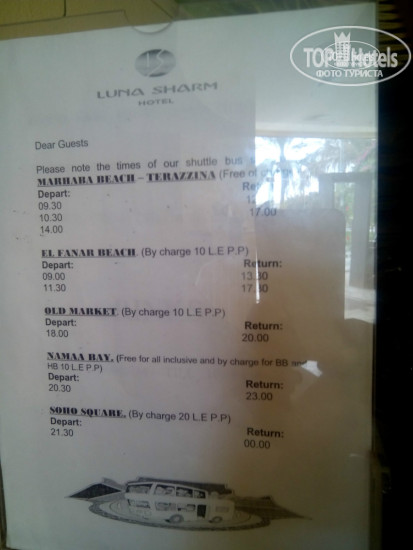 TOP Hotels
ФОТО ТУРИСТА
LUNA SHARM
HOTEL
Dear Guests
Please note the times of our shuttle bus
MARHABA BEACH – TERAZZINA (Free of
Depart:
09.30
10.30 17.00
14.00
EL FANAR BEACH. (By charge 10 L.E P.P)
Depart: Return:
09.00 13.30
11.30 17.30
OLD MARKET. (By charge 10 L.E P.P)
Depart: Return:
18.00 20.00
NAMAA BAY. (Free for all inclusive and by charge for BB and
HB 10 L.E P.P)
Depart: Return:
20.30 23.00
SOHO SQUARE. (By charge 20 L.E P.P)
Depart: Return:
21.30 00.00